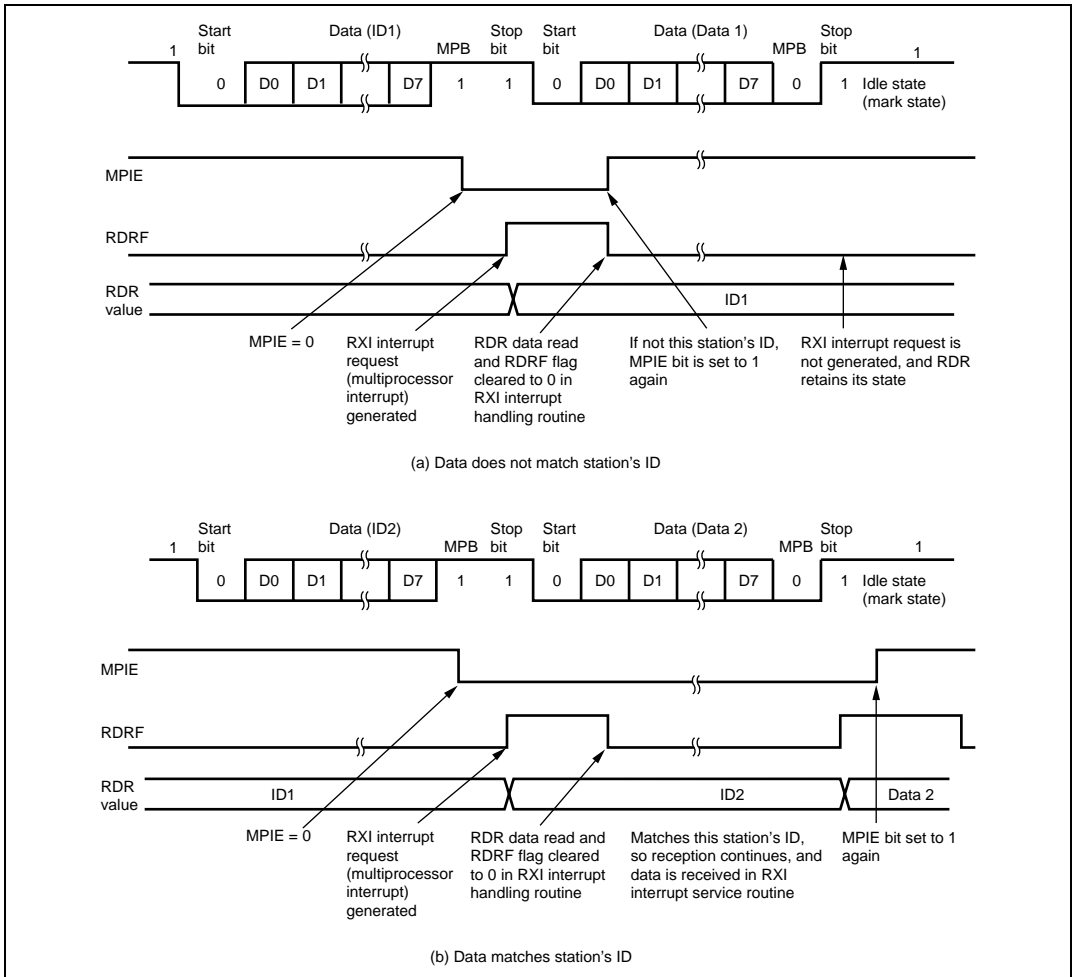 Start bit Data (ID1) MPB Stop bit Start bit Data (Data 1) MPB Stop bit
1 1
0 D0 D1 D7 1 1 0 D0 D1 D7 0 1 Idle state (mark state)
MPIE
RDRF
RDR value
ID1
MPIE = 0
RXI interrupt
request
(multiprocessor
interrupt)
generated
RDR data read
and RDRF flag
cleared to 0 in
RXI interrupt
handling routine
If not this station's ID,
MPIE bit is set to 1
again
RXI interrupt request is
not generated, and RDR
retains its state
(a) Data does not match station's ID
Start bit Data (ID2) MPB Stop bit Start bit Data (Data 2) MPB Stop bit
1 1
0 D0 D1 D7 1 1 0 D0 D1 D7 0 1 Idle state (mark state)
MPIE
RDRF
RDR value
ID1 ID2 Data 2
MPIE = 0
RXI interrupt
request
(multiprocessor
interrupt)
generated
RDR data read and
RDRF flag cleared
to 0 in RXI interrupt
handling routine
Matches this station's ID,
so reception continues, and
data is received in RXI
interrupt service routine
MPIE bit set to 1
again
(b) Data matches station's ID